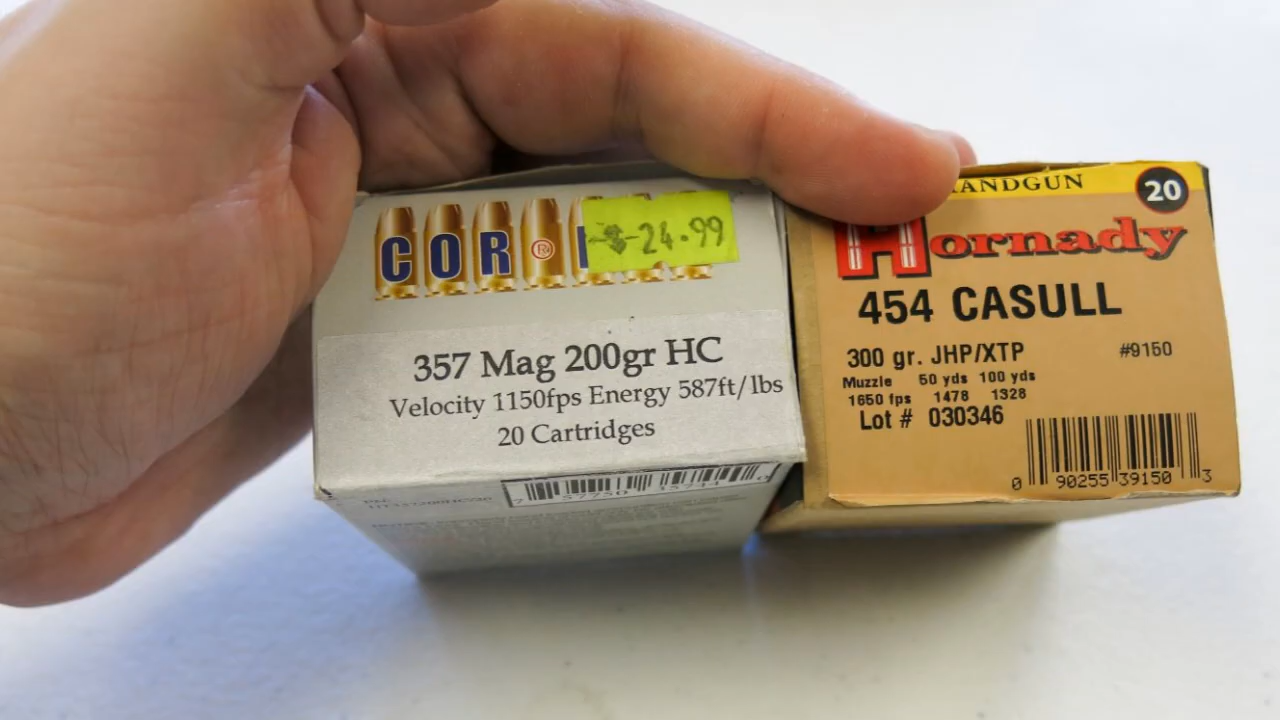 COR
$24.99
357 Mag 200gr HC
Velocity 1150fps Energy 587ft/lbs
20 Cartridges
HANDGUN 20
Hornady
454 CASULL
300 gr. JHP/XTP #9150
Muzzle 50 yds 100 yds
1650 fps 1478 1328
Lot # 030346
0 90255 39150 3